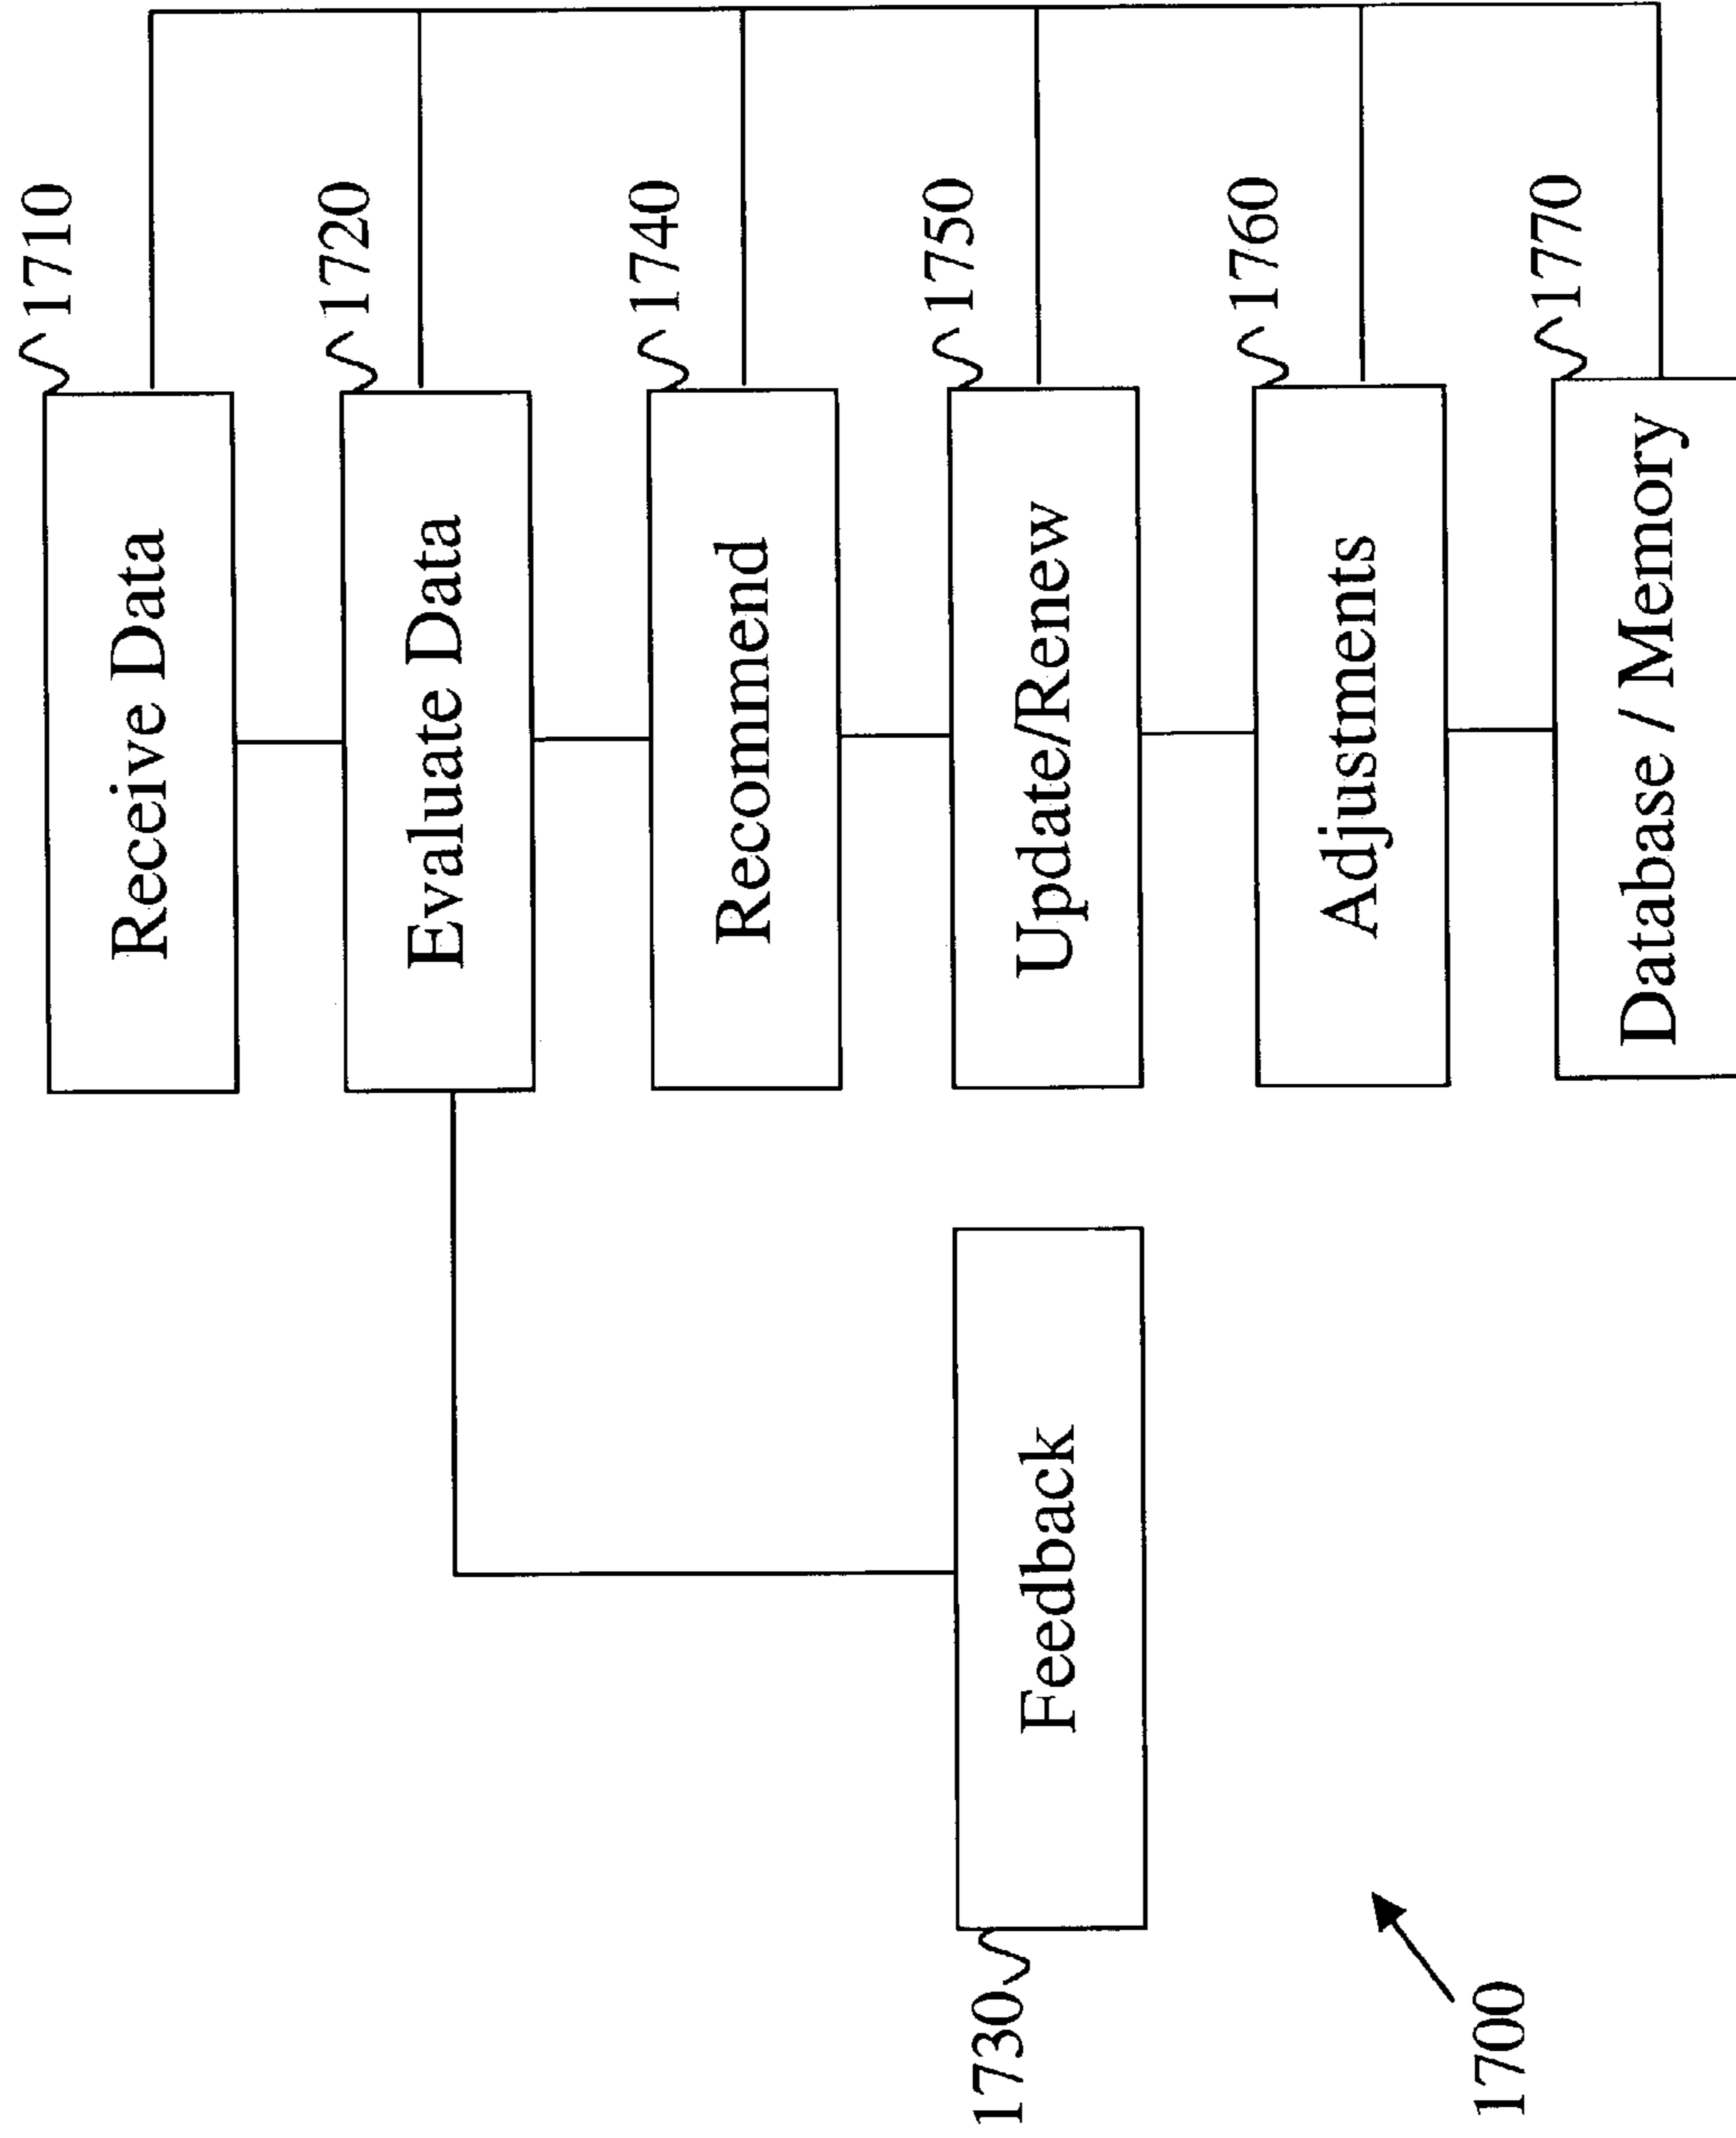 Receive Data
1710
Evaluate Data
1720
Recommend
1740
Update/Renew
1750
Adjustments
1760
Database / Memory
1770
Feedback
1730
1700